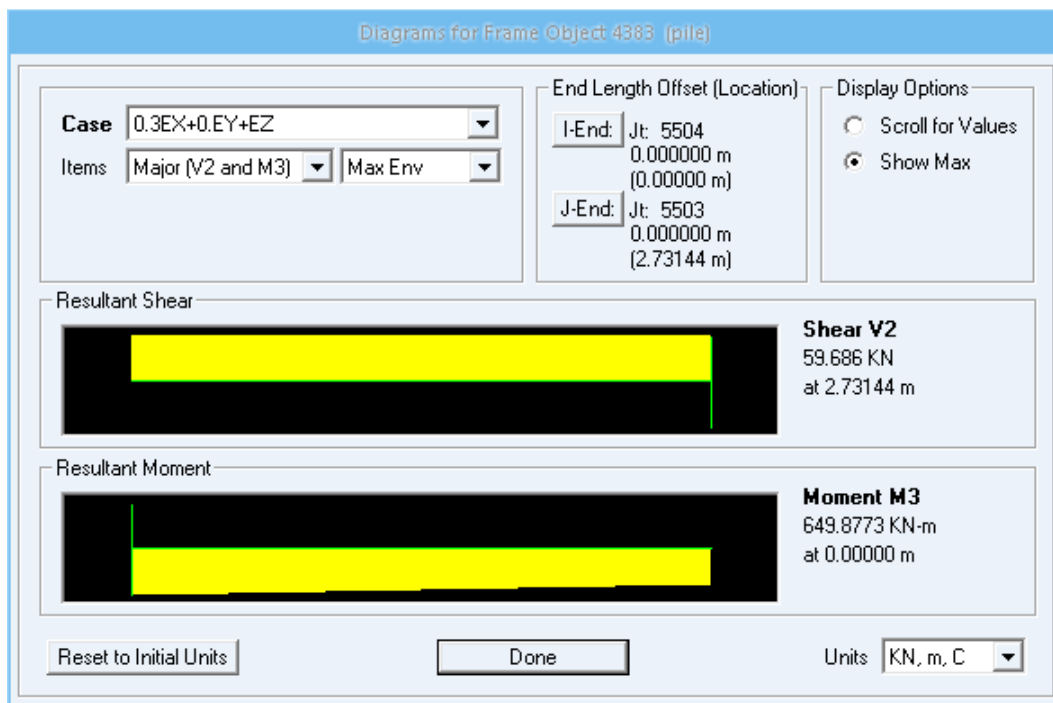 Diagrams for Frame Object 4383 (pile)
Case 0.3EX+0.EY+EZ
Items Major (V2 and M3) Max Env
End Length Offset (Location)
I-End: Jt: 5504
0.000000 m
(0.00000 m)
J-End: Jt: 5503
0.000000 m
(2.73144 m)
Display Options
Scroll for Values
Show Max
Resultant Shear
Shear V2
59.686 KN
at 2.73144 m
Resultant Moment
Moment M3
649.8773 KN-m
at 0.00000 m
Reset to Initial Units
Done
Units KN, m, C